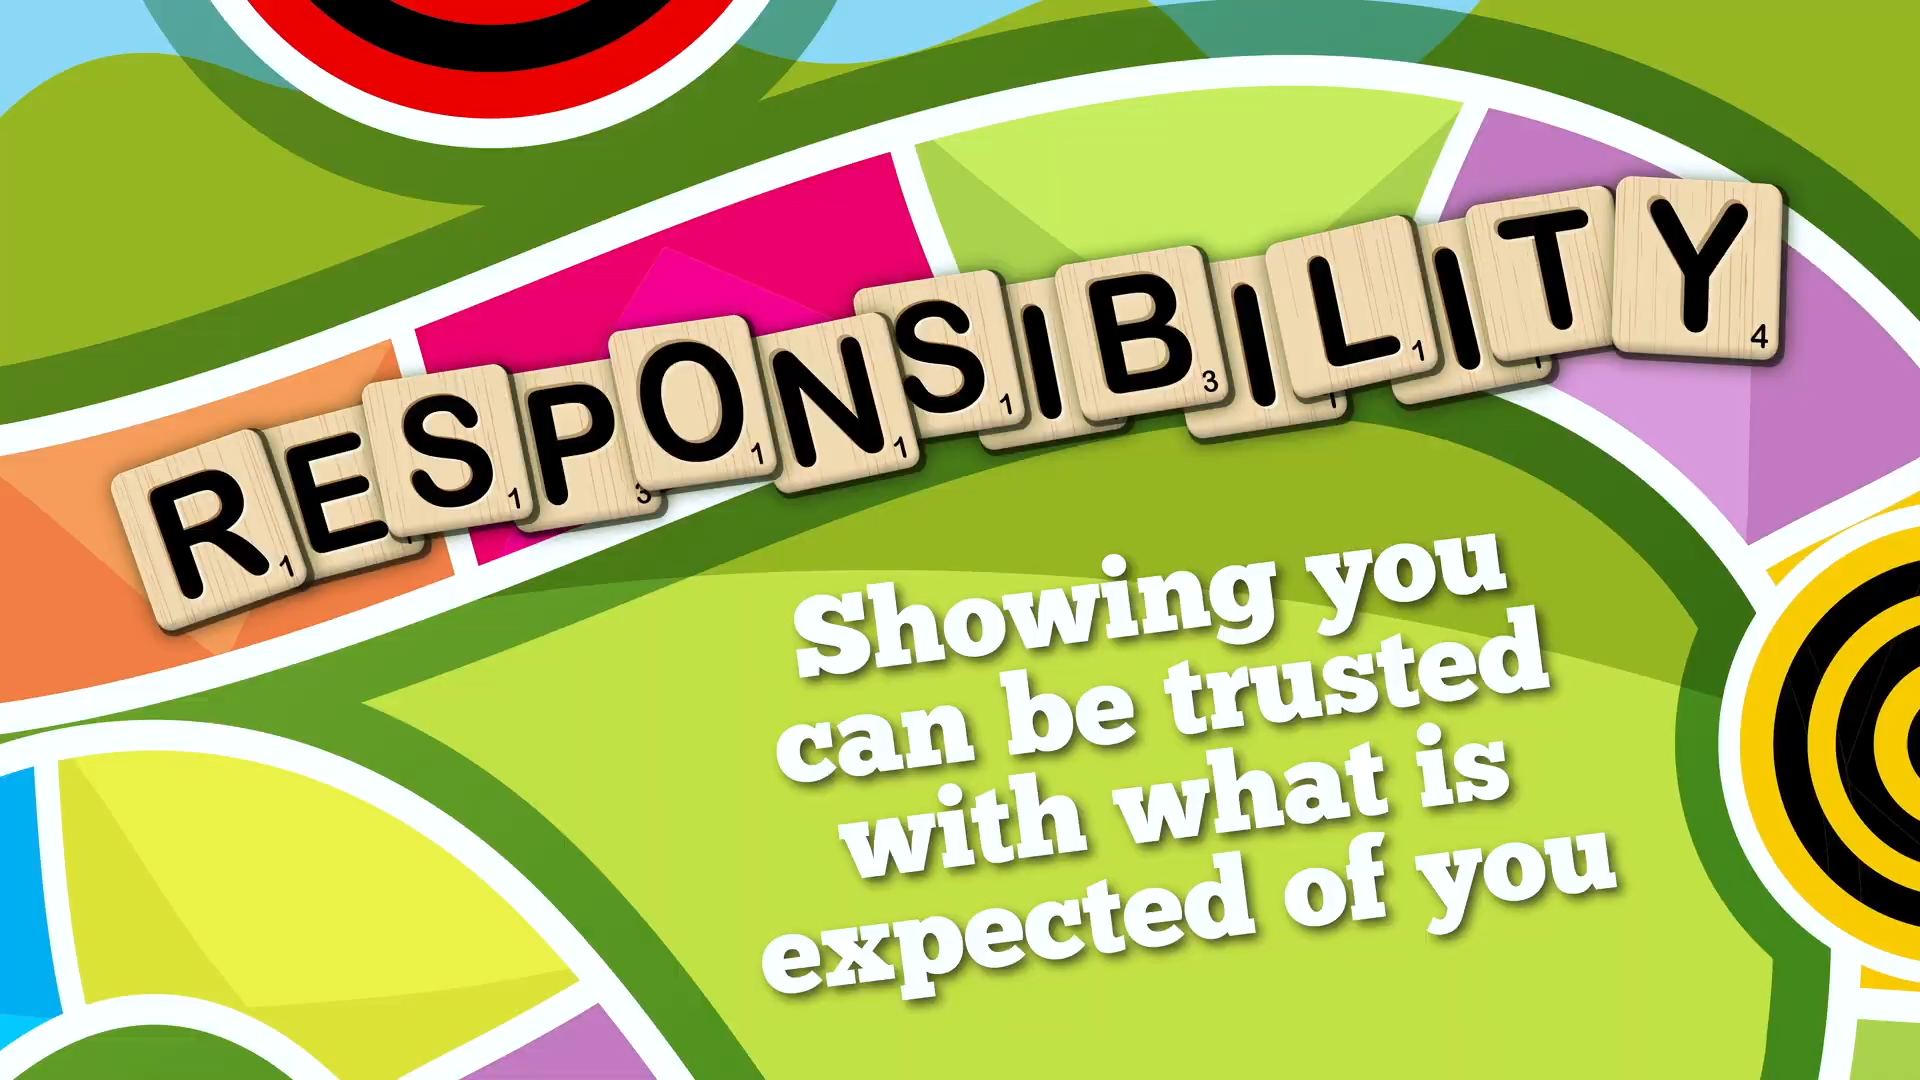 RESPONSIBILITY
Showing you
can be trusted
with what is
expected of you